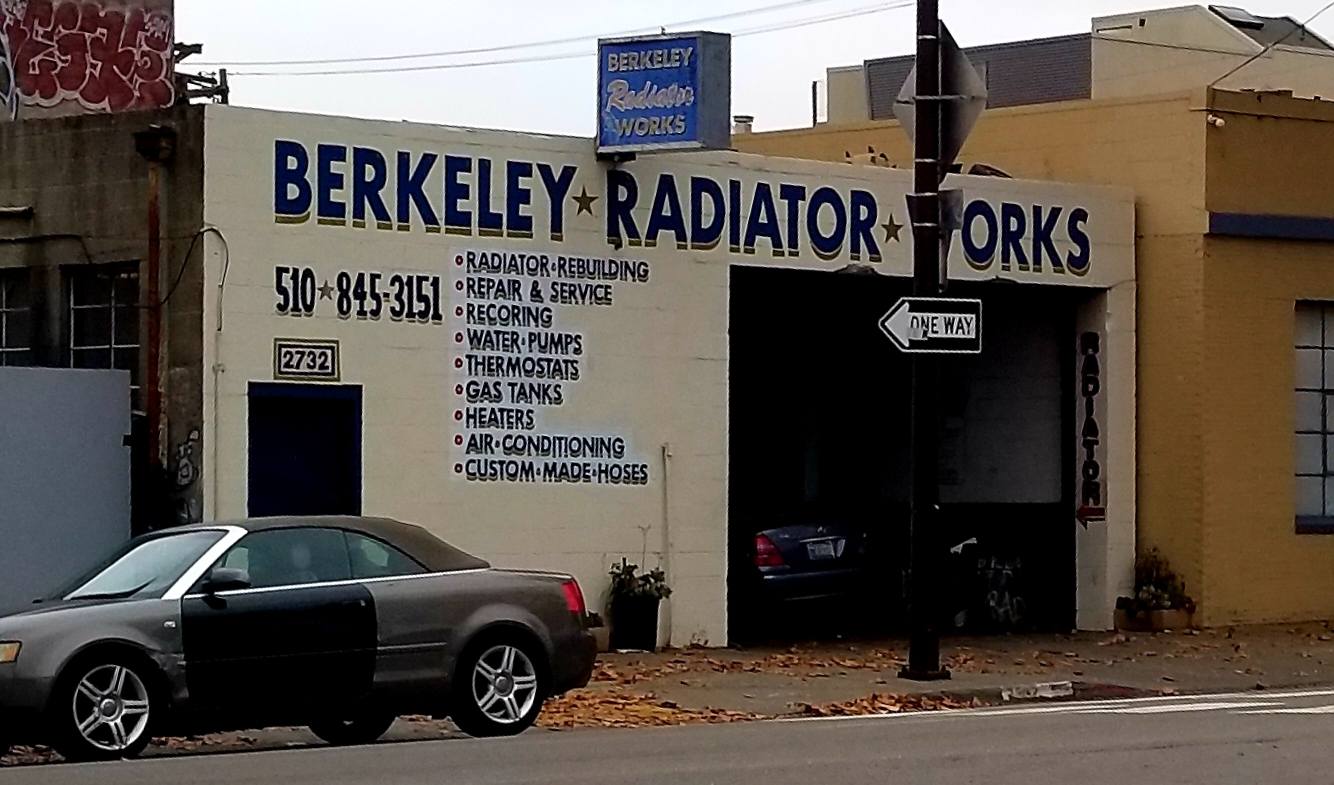 BERKELEY
Radiator
WORKS
BERKELEY★RADIATOR★WORKS
510★845-3151
2732
RADIATOR·REBUILDING
REPAIR & SERVICE
RECORING
WATER·PUMPS
THERMOSTATS
GAS TANKS
HEATERS
AIR·CONDITIONING
CUSTOM·MADE·HOSES
ONE WAY
RADIATOR
RAD